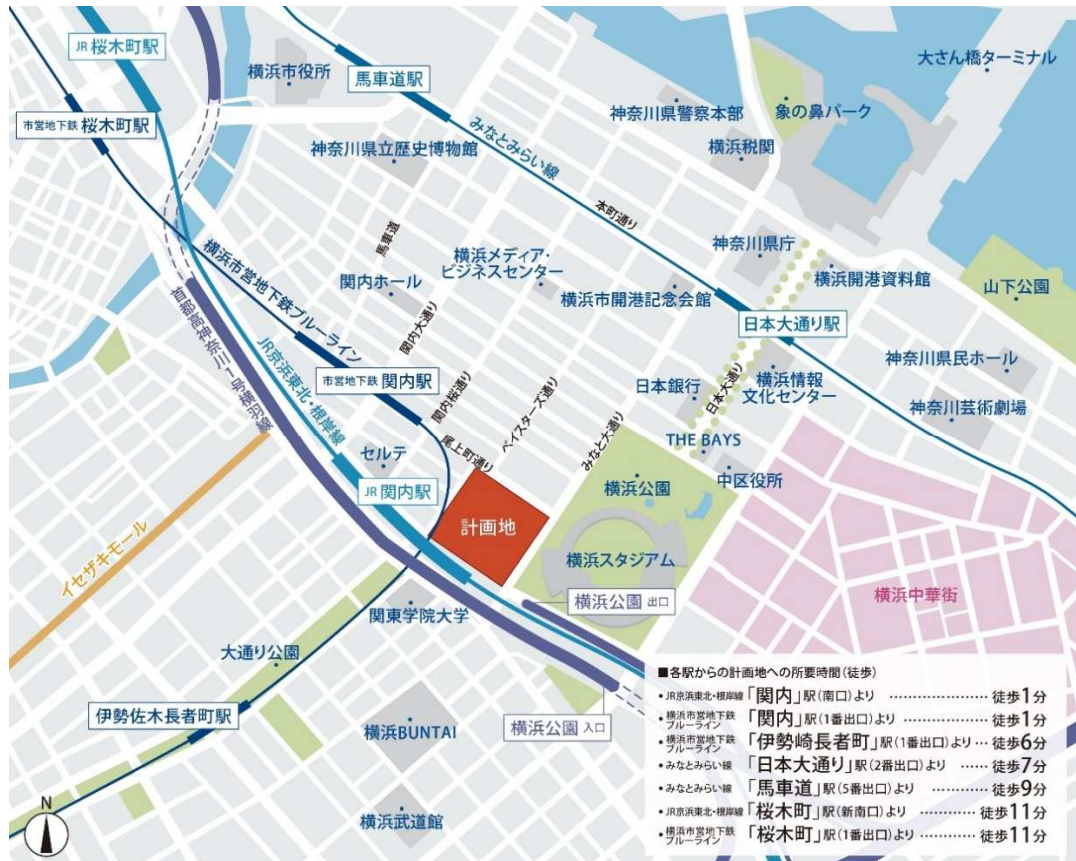 JR 桜木町駅
横浜市役所
馬車道駅
大さん橋ターミナル
市営地下鉄 桜木町駅
神奈川県警察本部
象の鼻パーク
みなとみらい線
横浜税関
神奈川県立歴史博物館
本町通り
馬車道
横浜メディア・
ビジネスセンター
神奈川県庁
横浜開港資料館
関内ホール
横浜市開港記念会館
山下公園
横浜市営地下鉄ブルーライン
首都高神奈川1号横羽線
関内大通り
日本大通り駅
JR京浜東北・根岸線
市営地下鉄 関内駅
神奈川県民ホール
関内桜通り
ベイスターズ通り
日本銀行
日本大通り
横浜情報
文化センター
神奈川芸術劇場
尾上町通り
みなと大通り
THE BAYS
セルテ
中区役所
JR 関内駅
横浜公園
計画地
イセザキモール
横浜スタジアム
横浜中華街
横浜公園 出口
関東学院大学
大通り公園
伊勢佐木長者町駅
横浜BUNTAI
横浜公園 入口
横浜武道館
N
■各駅からの計画地への所要時間(徒歩)
•JR京浜東北・根岸線 「関内」駅(南口)より …………………… 徒歩1分
•横浜市営地下鉄ブルーライン 「関内」駅(1番出口)より ……………… 徒歩1分
•横浜市営地下鉄ブルーライン 「伊勢崎長者町」駅(1番出口)より … 徒歩6分
•みなとみらい線 「日本大通り」駅(2番出口)より …… 徒歩7分
•みなとみらい線 「馬車道」駅(5番出口)より ………… 徒歩9分
•JR京浜東北・根岸線 「桜木町」駅(新南口)より ………… 徒歩11分
•横浜市営地下鉄ブルーライン 「桜木町」駅(1番出口)より ………… 徒歩11分